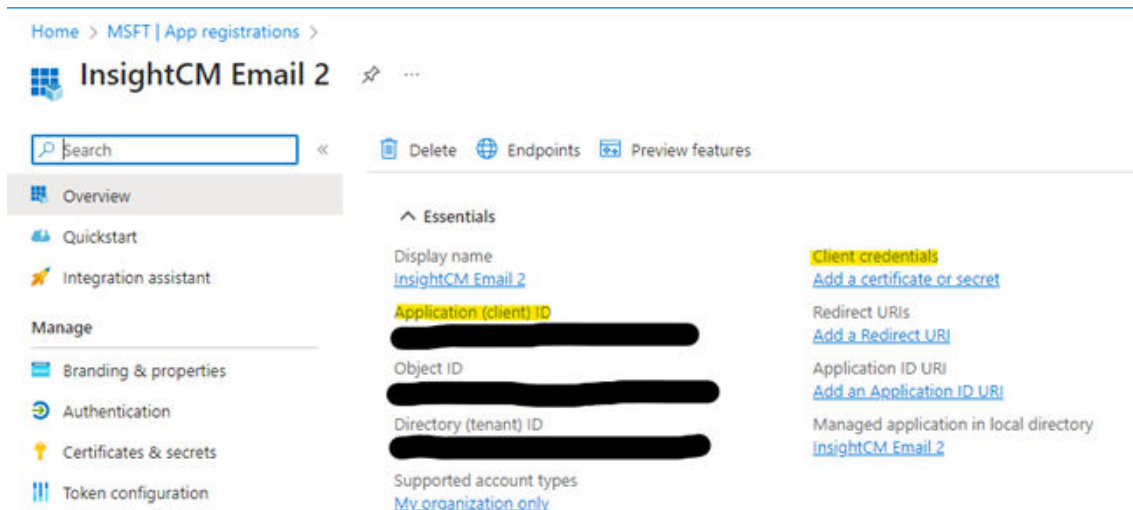 Home > MSFT | App registrations >
InsightCM Email 2 ...
Search «
Overview
Quickstart
Integration assistant
Manage
Branding & properties
Authentication
Certificates & secrets
Token configuration
Delete Endpoints Preview features
Essentials
Display name
InsightCM Email 2
Application (client) ID
Object ID
Directory (tenant) ID
Supported account types
My organization only
Client credentials
Add a certificate or secret
Redirect URIs
Add a Redirect URI
Application ID URI
Add an Application ID URI
Managed application in local directory
InsightCM Email 2